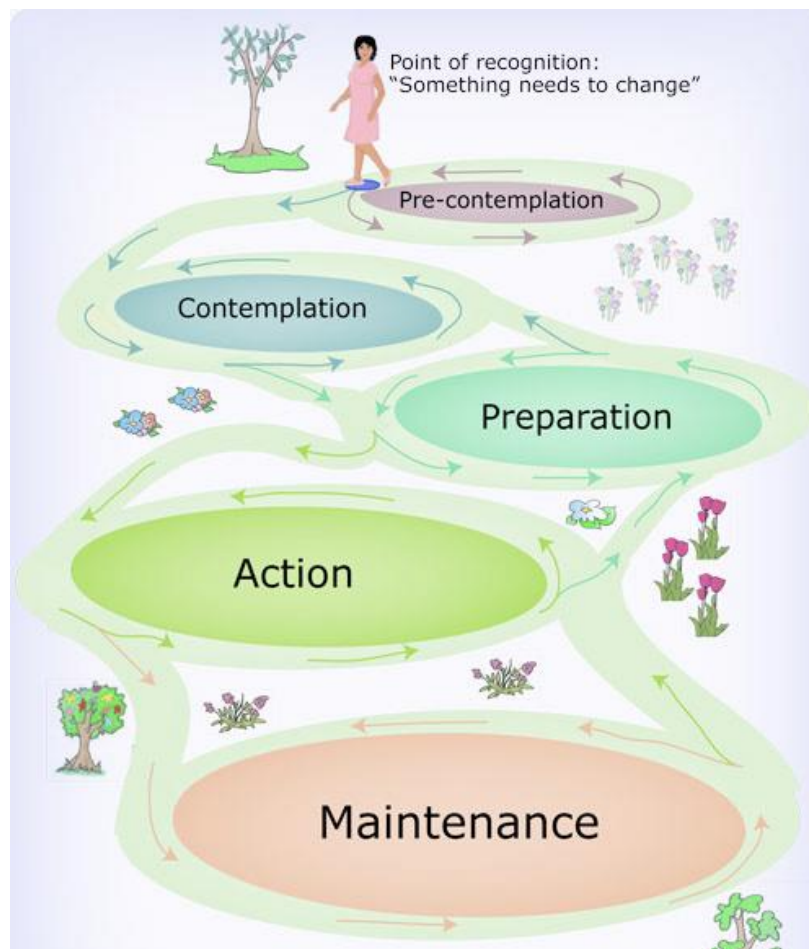 Point of recognition:
“Something needs to change”
Pre-contemplation
Contemplation
Preparation
Action
Maintenance